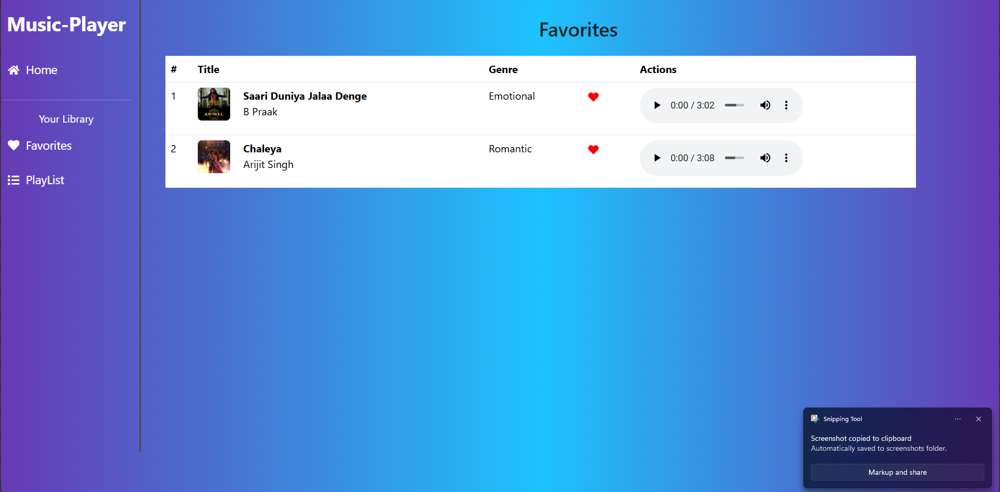 Music-Player
Home
Your Library
Favorites
PlayList
Favorites
# Title Genre Actions
1 Saari Duniya Jalaa Denge Emotional 0:00 / 3:02
B Praak
ANIMAL
2 Chaleya Romantic 0:00 / 3:08
Arijit Singh
Snipping Tool
Screenshot copied to clipboard
Automatically saved to screenshots folder.
Markup and share